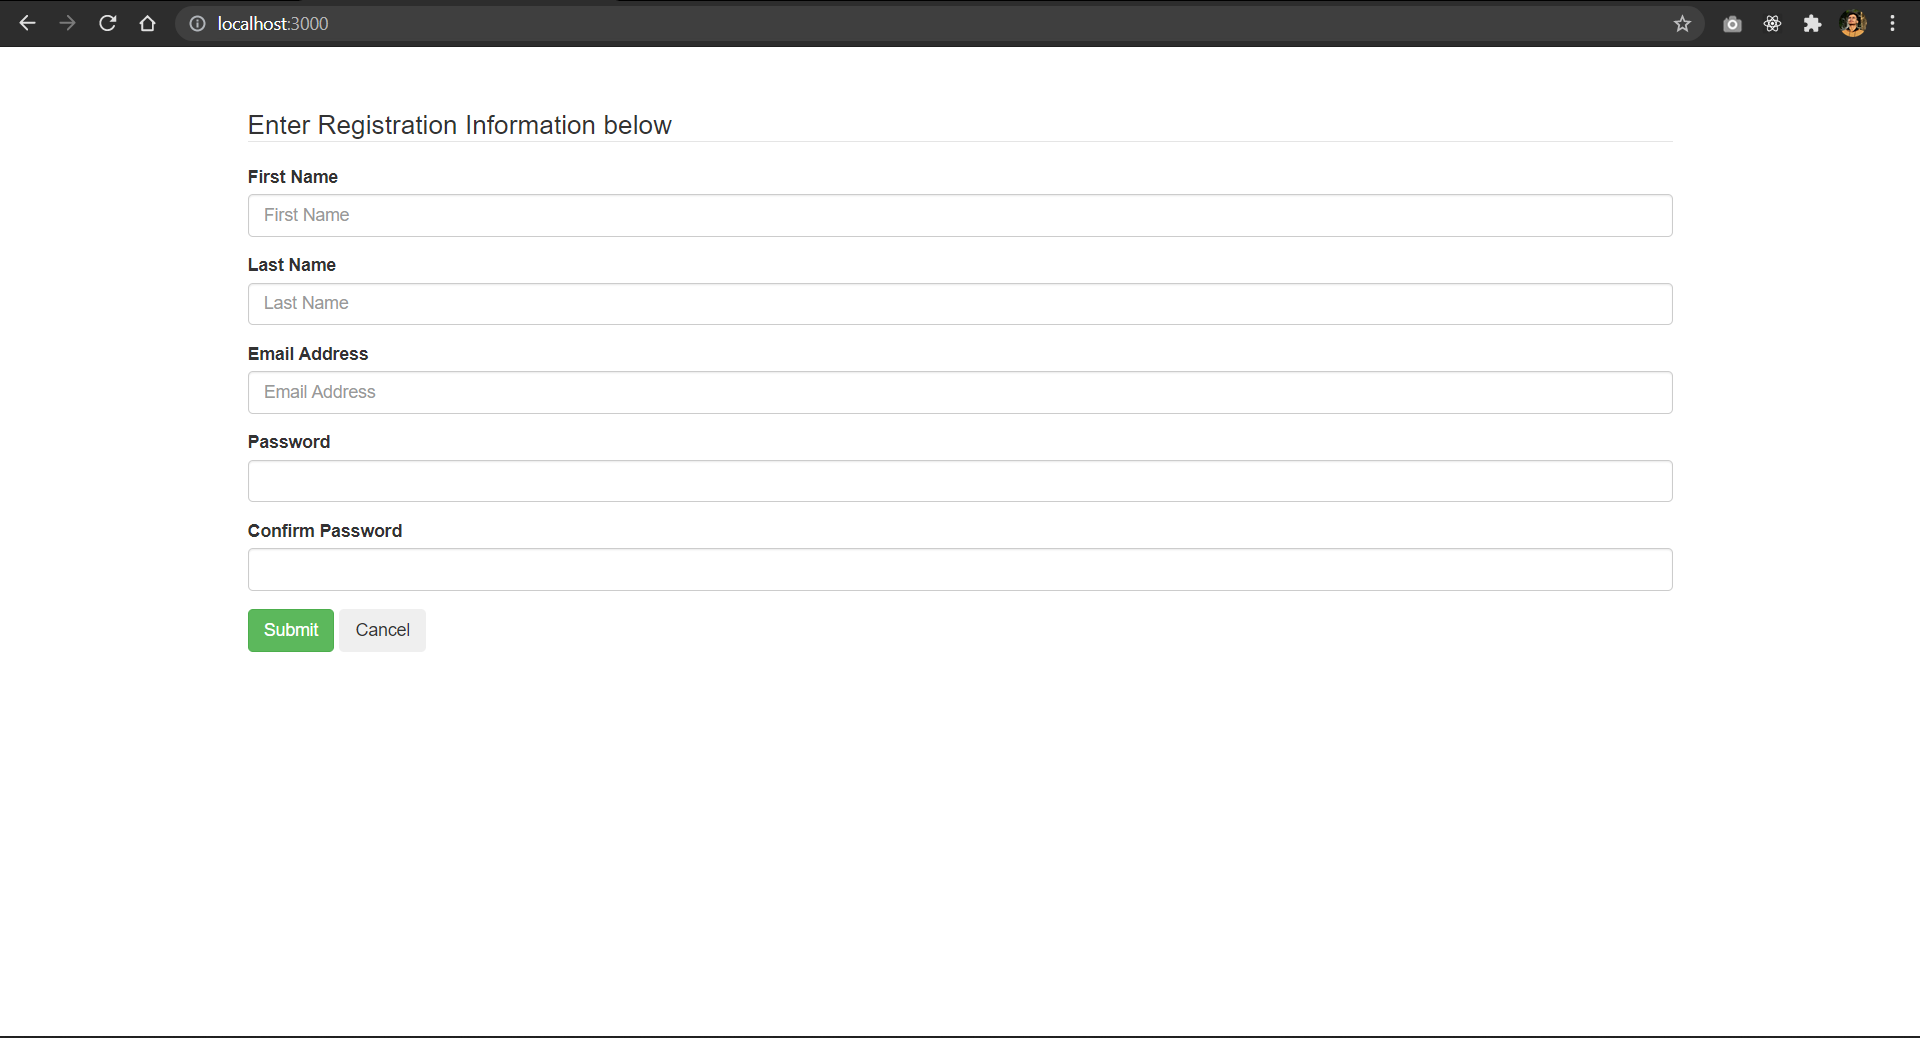 localhost:3000
Enter Registration Information below
First Name
First Name
Last Name
Last Name
Email Address
Email Address
Password
Confirm Password
Submit Cancel